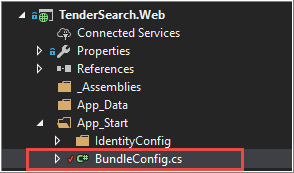 TenderSearch.Web
Connected Services
Properties
References
_Assemblies
App_Data
App_Start
IdentityConfig
C# BundleConfig.cs